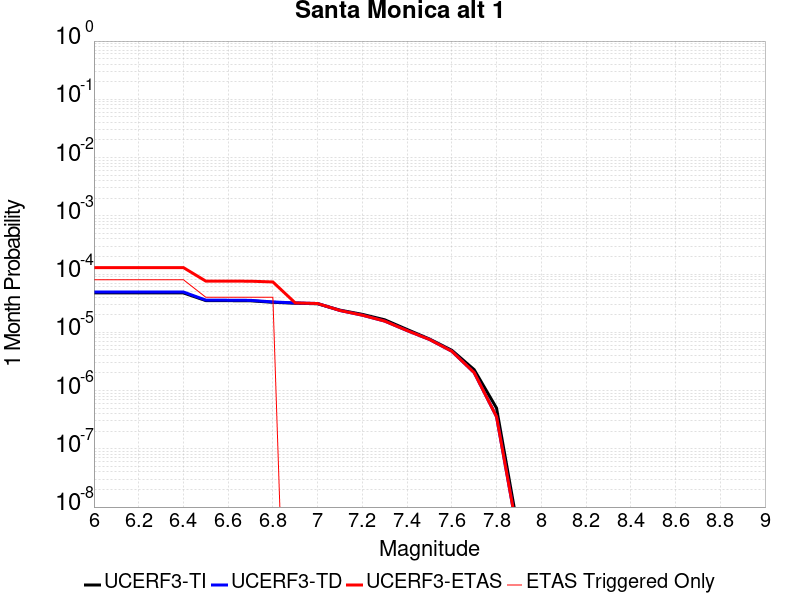 Santa Monica alt 1
10^0
10^-1
10^-2
10^-3
10^-4
10^-5
10^-6
10^-7
10^-8
1 Month Probability
6 6.2 6.4 6.6 6.8 7 7.2 7.4 7.6 7.8 8 8.2 8.4 8.6 8.8 9
Magnitude
UCERF3-TI UCERF3-TD UCERF3-ETAS ETAS Triggered Only